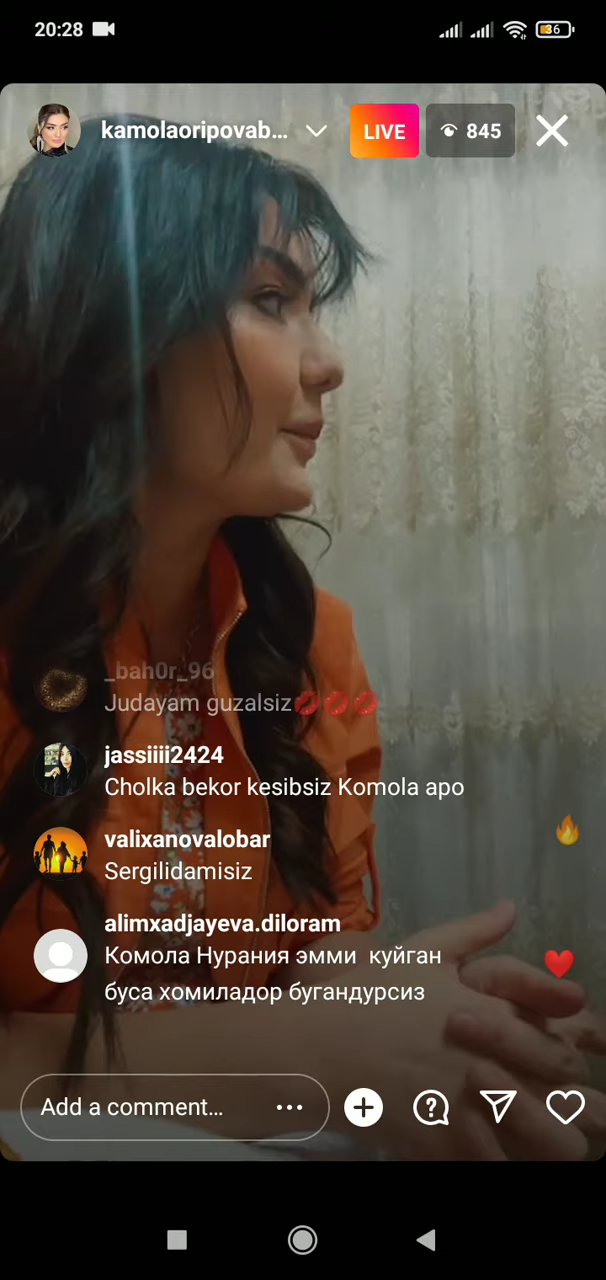 20:28
36
kamolaoripovab...
LIVE
845
_bah0r_96
Judayam guzalsiz💋💋💋
jassiiii2424
Cholka bekor kesibsiz Komola apo
valixanovalobar
Sergilidamisiz
alimxadjayeva.diloram
Комола Нурания эмми куйган
буса хомиладор бугандурсиз
Add a comment...